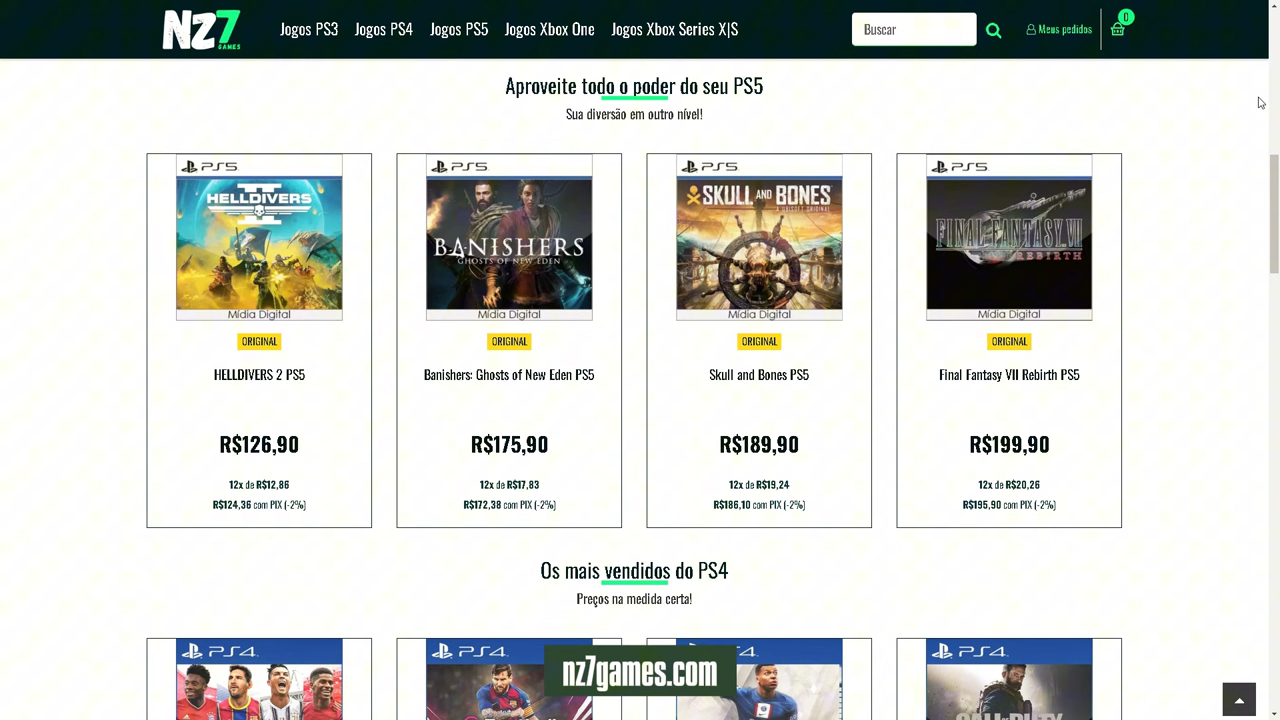 NZ7 GAMES
Jogos PS3 Jogos PS4 Jogos PS5 Jogos Xbox One Jogos Xbox Series X|S
Buscar
Meus pedidos
0
Aproveite todo o poder do seu PS5
Sua diversão em outro nível!
PS5 PS5 PS5 PS5
HELLDIVERS II
BANISHERS
GHOSTS OF NEW EDEN
SKULL AND BONES
A UBISOFT ORIGINAL
FINAL FANTASY VII
REBIRTH
Mídia Digital Mídia Digital Mídia Digital Mídia Digital
ORIGINAL ORIGINAL ORIGINAL ORIGINAL
HELLDIVERS 2 PS5 Banishers: Ghosts of New Eden PS5 Skull and Bones PS5 Final Fantasy VII Rebirth PS5
R$126,90 R$175,90 R$189,90 R$199,90
12x de R$12,86 12x de R$17,83 12x de R$19,24 12x de R$20,26
R$124,36 com PIX (-2%) R$172,38 com PIX (-2%) R$186,10 com PIX (-2%) R$195,90 com PIX (-2%)
Os mais vendidos do PS4
Preços na medida certa!
PS4 PS4 PS4 PS4
nz7games.com
CALL OF DUTY